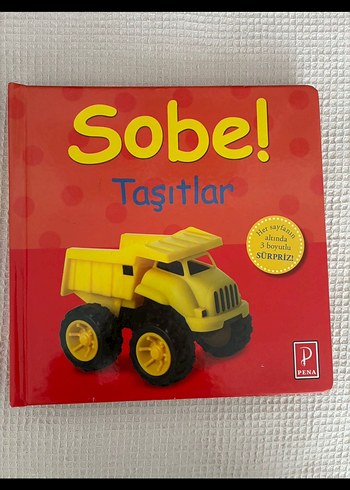 Sobe!
Taşıtlar
Her sayfanın
altında
3 boyutlu
SÜRPRİZ!
P
PENA